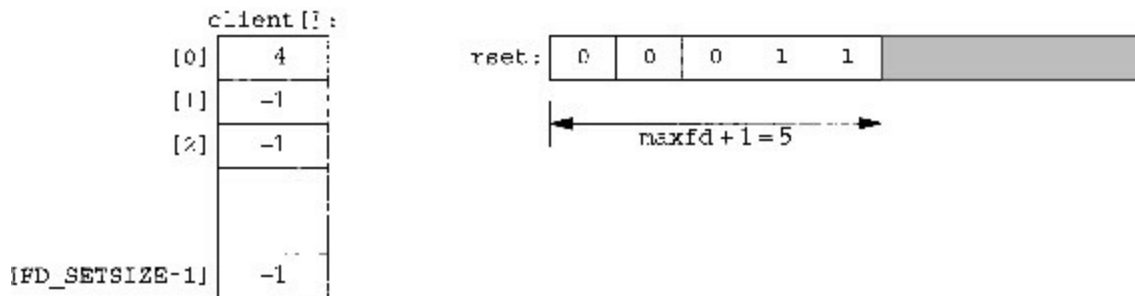 client[]:
[0] 4
[1] -1
[2] -1
[FD_SETSIZE-1] -1
rset: 0 0 0 1 1
maxfd + 1 = 5